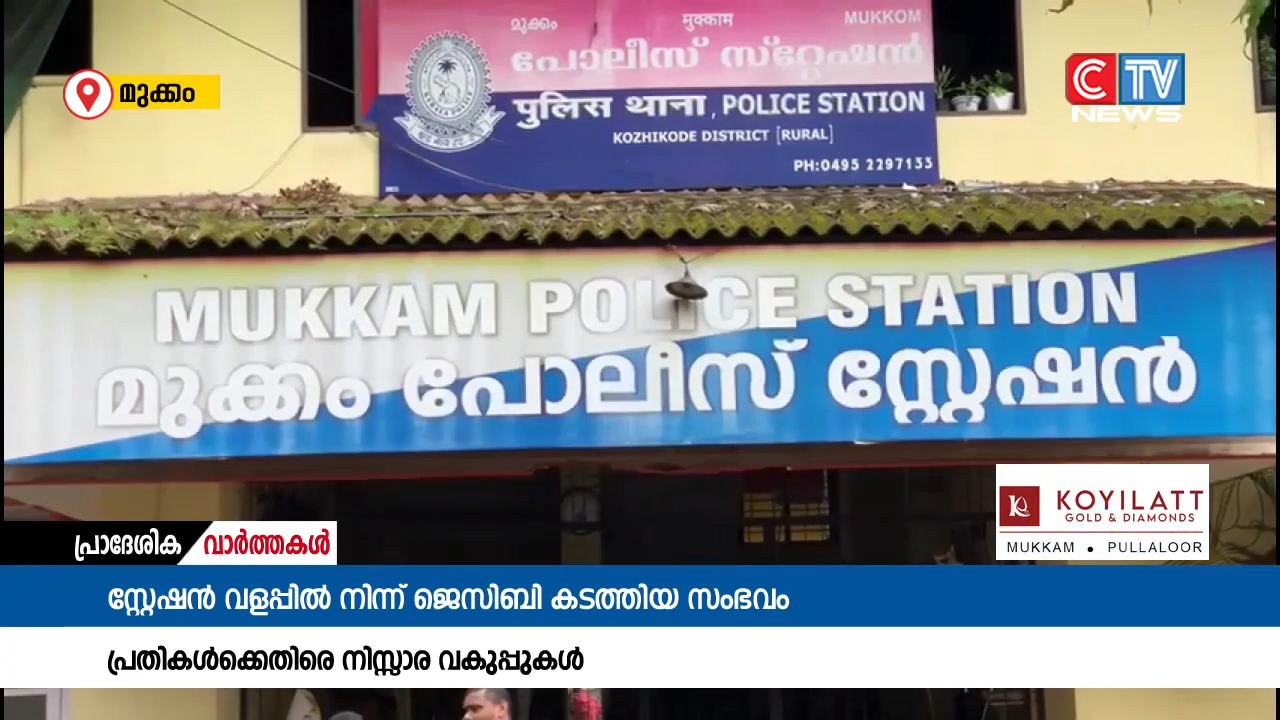 മുക്കം मुक्काम MUKKOM
പോലീസ് സ്റ്റേഷൻ
पुलिस थाना, POLICE STATION
KOZHIKODE DISTRICT [RURAL]
PH:0495 2297133
മുക്കം
C TV
NEWS
MUKKAM POLICE STATION
മുക്കം പോലീസ് സ്റ്റേഷൻ
KOYILATT
GOLD & DIAMONDS
MUKKAM • PULLALOOR
പ്രാദേശിക വാർത്തകൾ
സ്റ്റേഷൻ വളപ്പിൽ നിന്ന് ജെസിബി കടത്തിയ സംഭവം
പ്രതികൾക്കെതിരെ നിസ്സാര വകുപ്പുകൾ